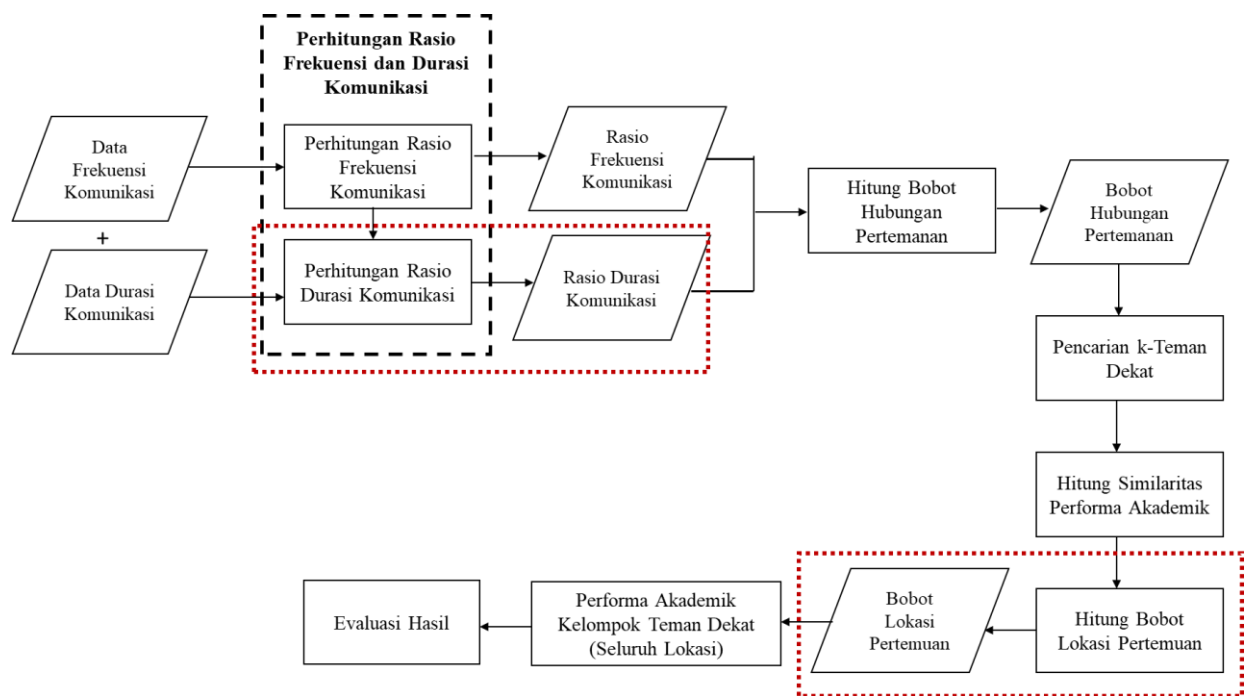 Perhitungan Rasio
Frekuensi dan Durasi
Komunikasi
Data
Frekuensi
Komunikasi
+
Data Durasi
Komunikasi
Perhitungan Rasio
Frekuensi
Komunikasi
Perhitungan Rasio
Durasi Komunikasi
Rasio
Frekuensi
Komunikasi
Rasio Durasi
Komunikasi
Hitung Bobot
Hubungan
Pertemanan
Bobot
Hubungan
Pertemanan
Pencarian k-Teman
Dekat
Hitung Similaritas
Performa Akademik
Hitung Bobot
Lokasi Pertemuan
Bobot
Lokasi
Pertemuan
Performa Akademik
Kelompok Teman Dekat
(Seluruh Lokasi)
Evaluasi Hasil